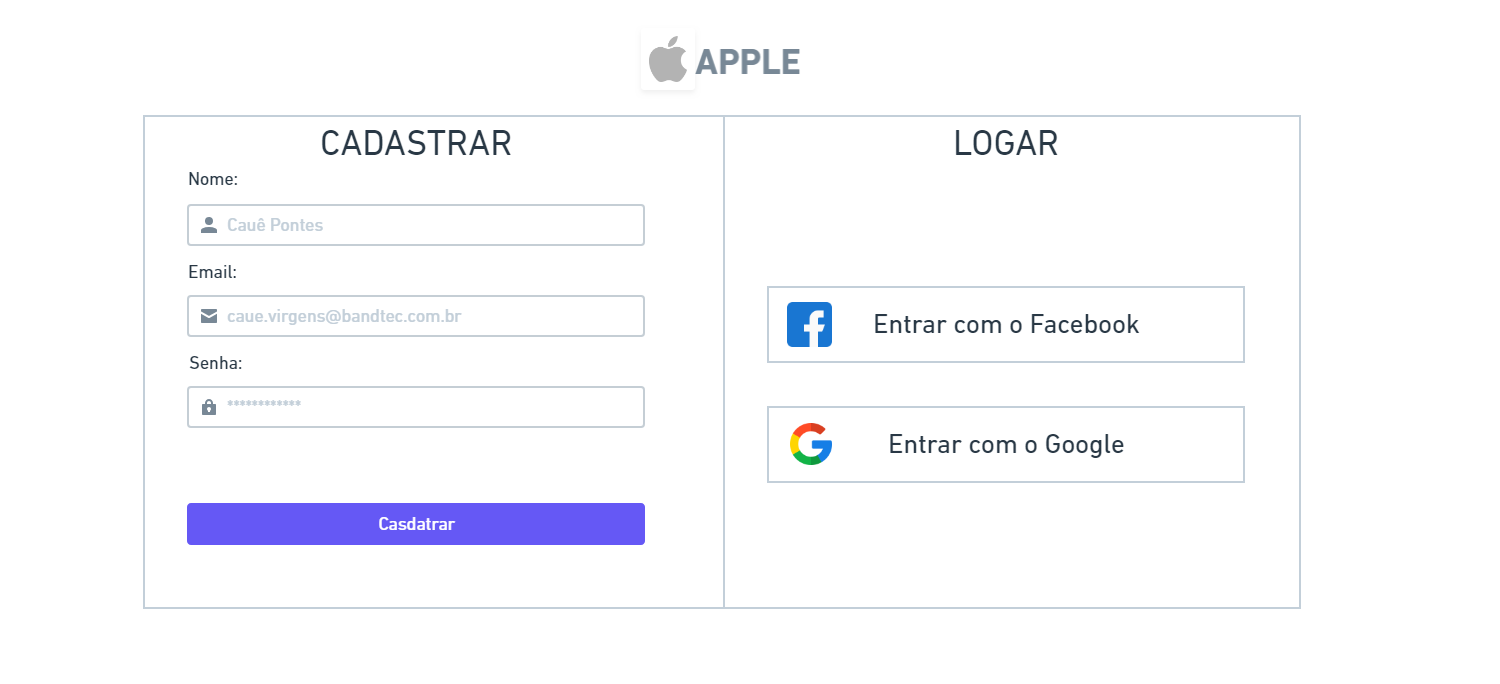 APPLE
CADASTRAR
Nome:
Cauê Pontes
Email:
caue.virgens@bandtec.com.br
Senha:
************
Casdatrar
LOGAR
Entrar com o Facebook
Entrar com o Google